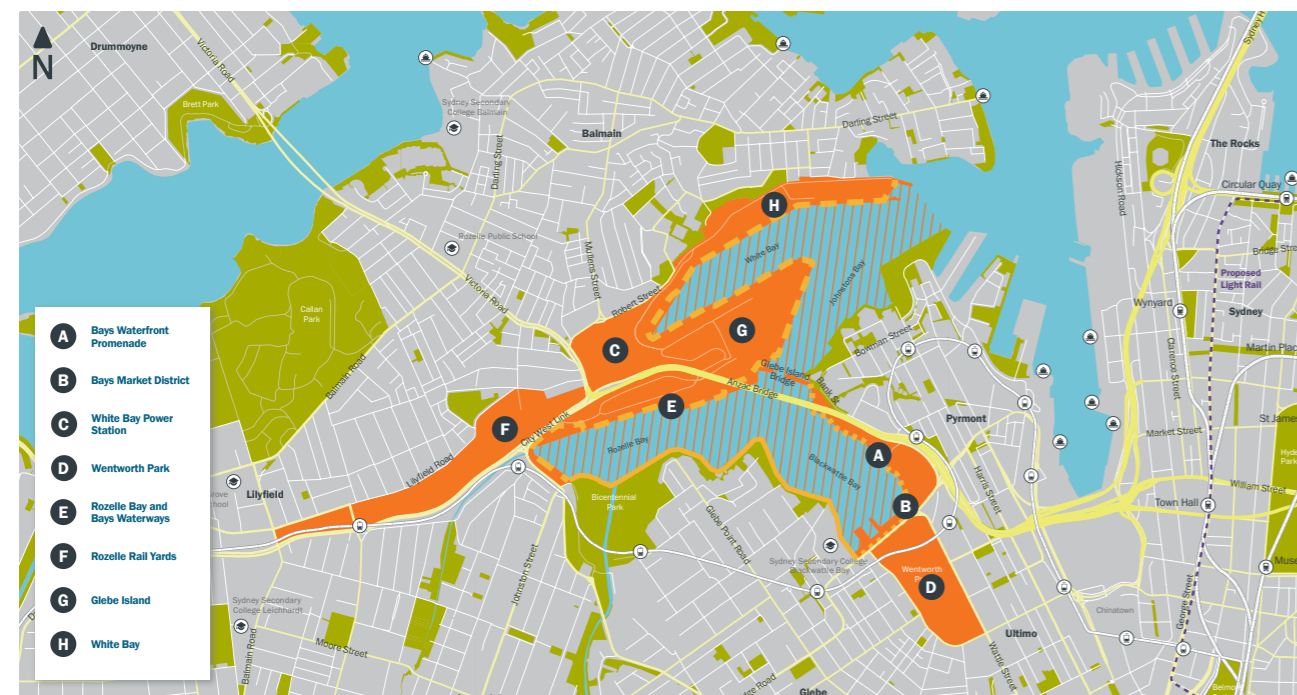 N
Drummoyne
Victoria Road
Brett Park
Sydney Secondary
College Balmain
Balmain
Darling Street
Darling Street
Rozelle Public School
Mullens Street
Victoria Road
Robert Street
Callan
Park
Balmain Road
White Bay
Johnstons Bay
Hickson Road
The Rocks
Circular Quay
Proposed
Light Rail
Wynyard
Sydney
Clarence Street
Bowman Street
Glebe Island
Bridge
Bank St
Anzac Bridge
Pyrmont
Market Street
William Street
Town Hall
Harris Street
City West Link
Lilyfield Road
Lilyfield
Rozelle Bay
Blackwattle Bay
Bicentennial
Park
Glebe Point Road
Sydney Secondary College
Blackwattle Bay
Wentworth
Johnston Street
Sydney Secondary
College Leichhardt
Balmain Road
Moore Street
Chinatown
George Street
Ultimo
Wattle Street
Glebe
A
B
C
D
E
F
G
H
A Bays Waterfront
Promenade
B Bays Market District
C White Bay Power
Station
D Wentworth Park
E Rozelle Bay and
Bays Waterways
F Rozelle Rail Yards
G Glebe Island
H White Bay